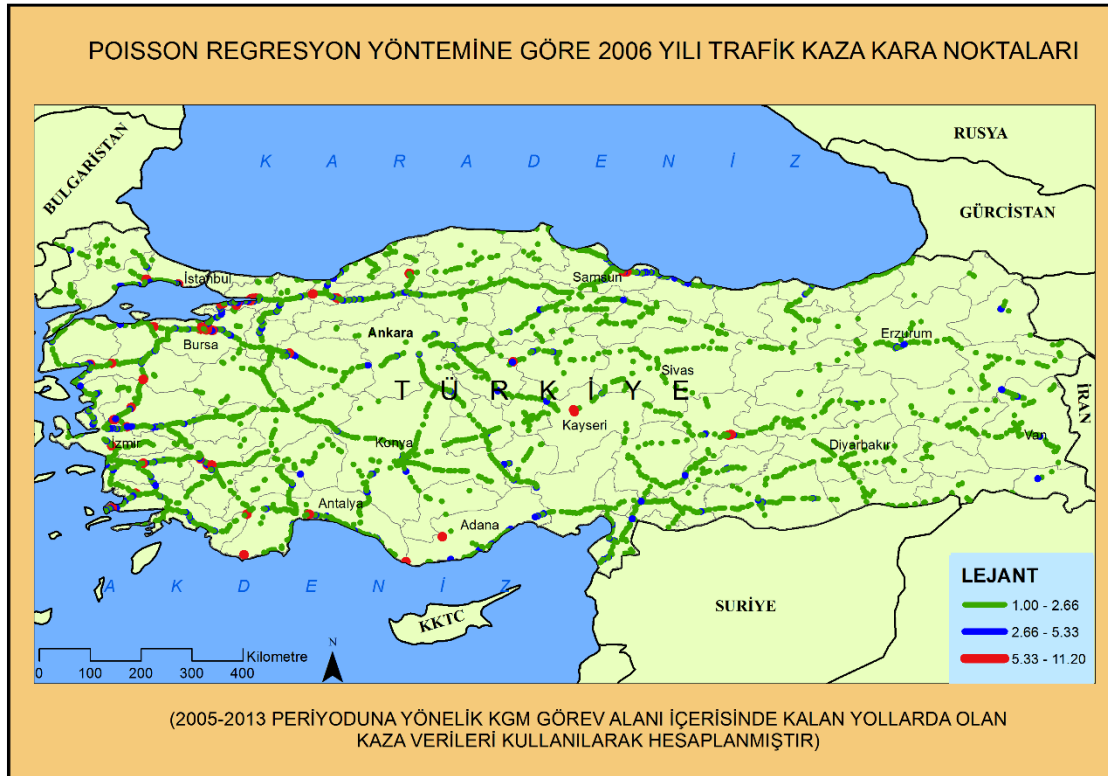 POISSON REGRESYON YÖNTEMİNE GÖRE 2006 YILI TRAFİK KAZA KARA NOKTALARI
RUSYA
BULGARİSTAN
K A R A D E N İ Z
GÜRCİSTAN
İstanbul
Samsun
Ankara
Erzurum
Bursa
Sivas
T Ü R K İ Y E
İRAN
Kayseri
İzmir
Konya
Diyarbakır
Van
Antalya
Adana
A K D E N İ Z
KKTC
SURİYE
LEJANT
1.00 - 2.66
2.66 - 5.33
5.33 - 11.20
N
Kilometre
0 100 200 300 400
(2005-2013 PERİYODUNA YÖNELİK KGM GÖREV ALANI İÇERİSİNDE KALAN YOLLARDA OLAN
KAZA VERİLERİ KULLANILARAK HESAPLANMIŞTIR)